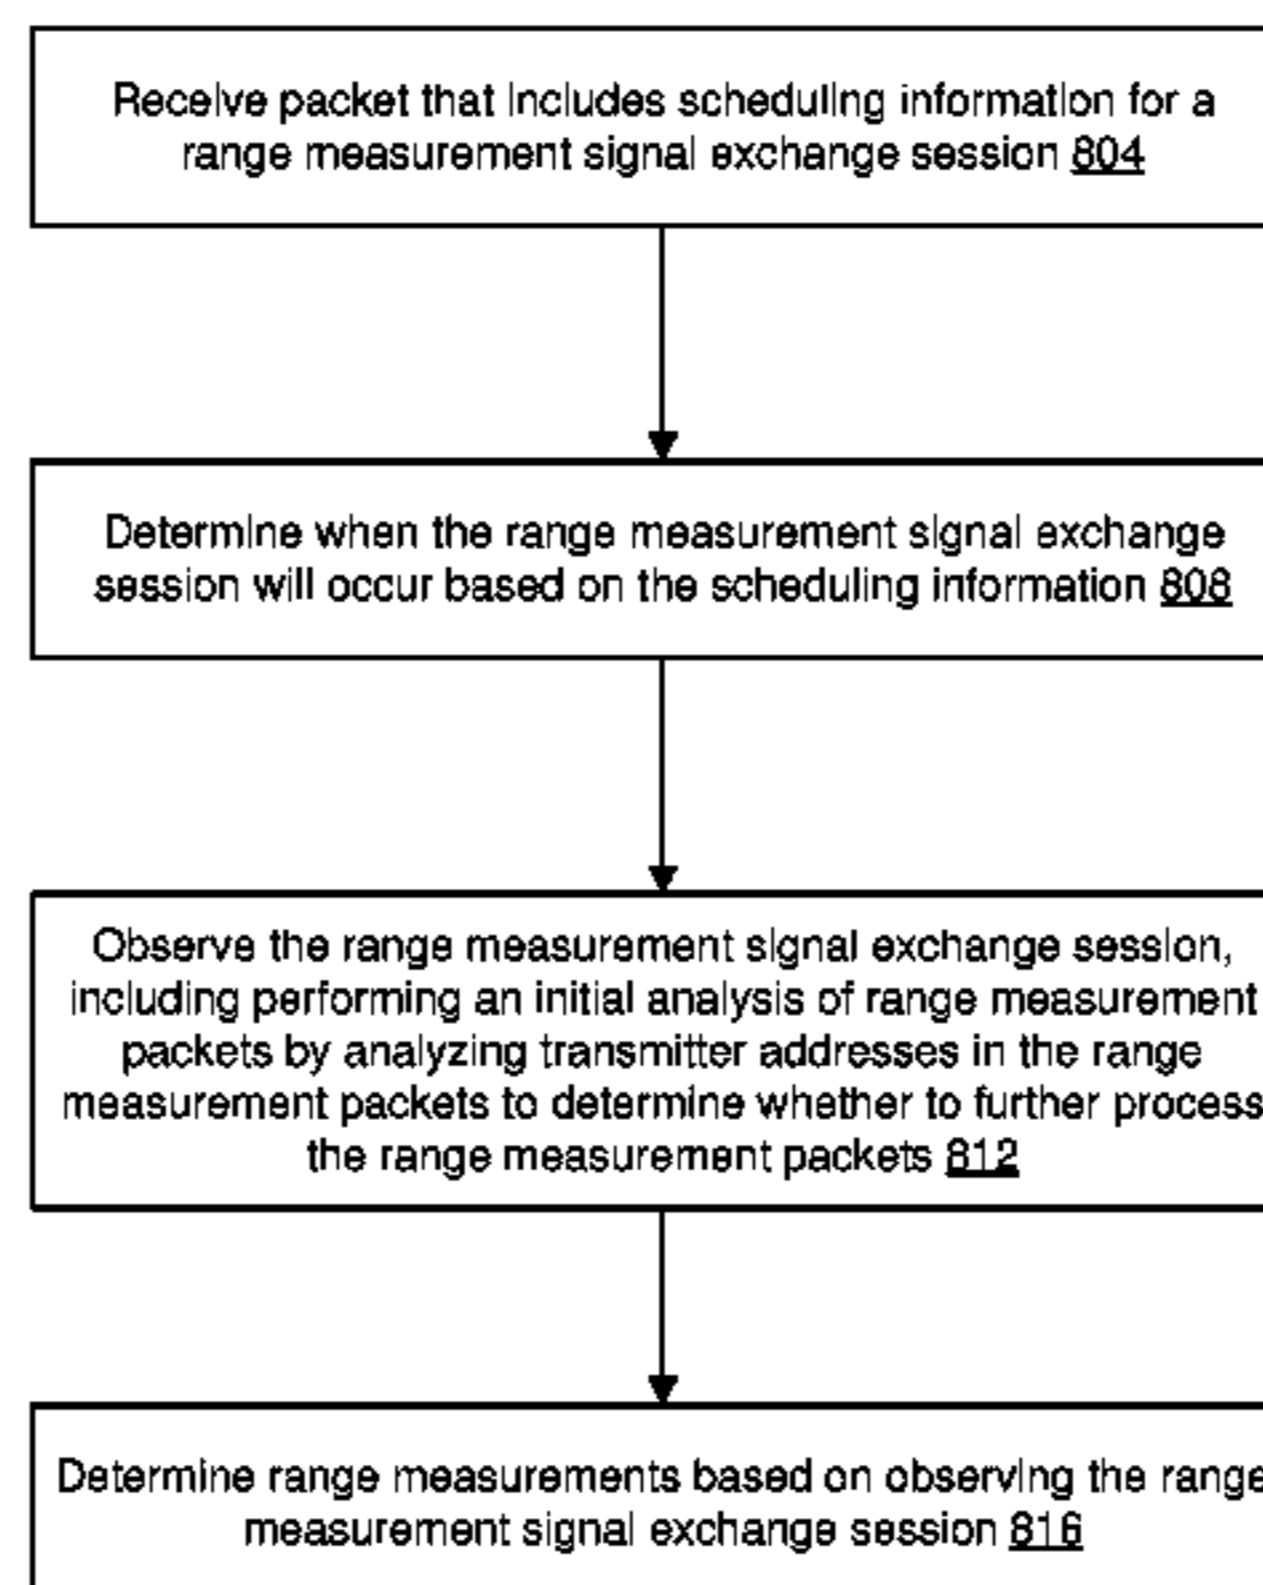 Receive packet that includes scheduling information for a
range measurement signal exchange session 804
Determine when the range measurement signal exchange
session will occur based on the scheduling information 808
Observe the range measurement signal exchange session,
including performing an initial analysis of range measurement
packets by analyzing transmitter addresses in the range
measurement packets to determine whether to further process
the range measurement packets 812
Determine range measurements based on observing the range
measurement signal exchange session 816